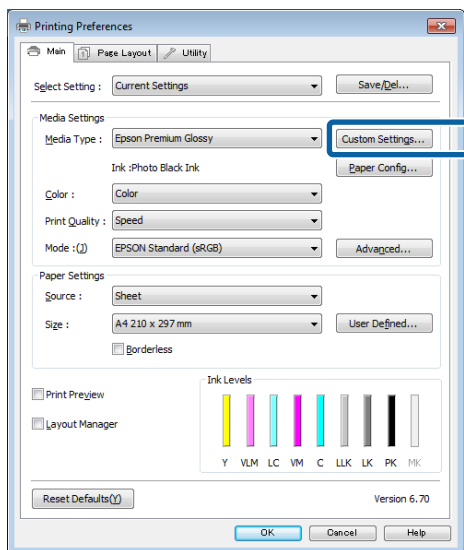 Printing Preferences
Main Page Layout Utility
Select Setting : Current Settings Save/Del...
Media Settings
Media Type : Epson Premium Glossy Custom Settings...
Ink :Photo Black Ink Paper Config...
Color : Color
Print Quality : Speed
Mode :(J) EPSON Standard (sRGB) Advanced...
Paper Settings
Source : Sheet
Size : A4 210 x 297 mm User Defined...
Borderless
Ink Levels
Print Preview
Layout Manager
Y VLM LC VM C LLK LK PK MK
Reset Defaults(Y) Version 6.70
OK Cancel Help